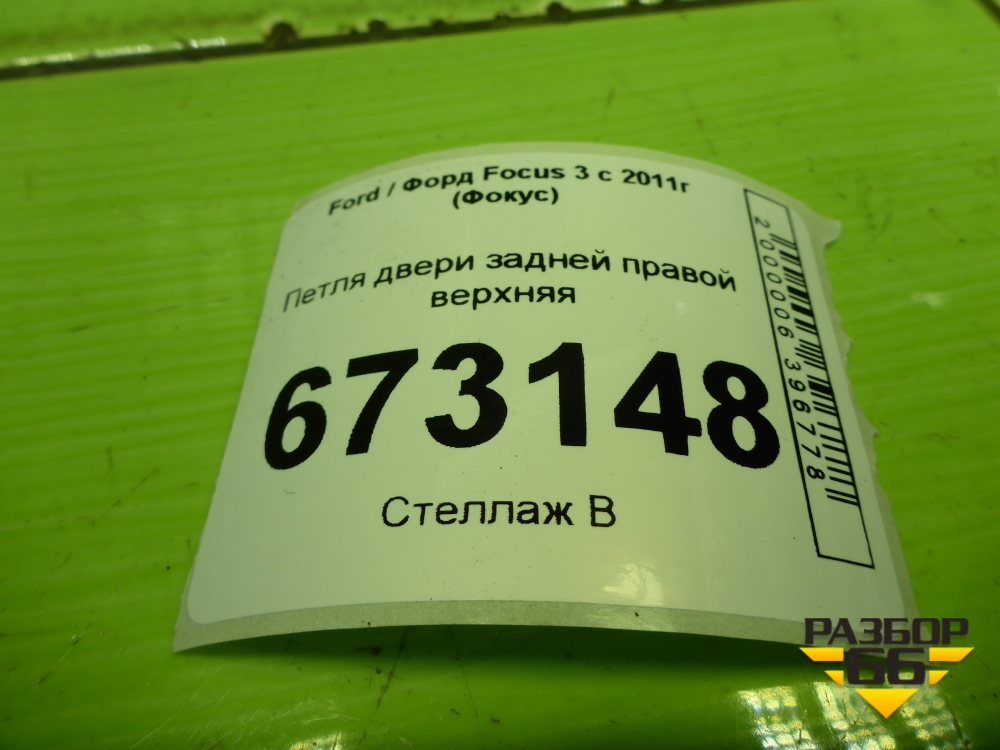 Ford / Форд Focus 3 с 2011г
(Фокус)
Петля двери задней правой
верхняя
673148
Стеллаж В
2000006396778
РАЗБОР
66